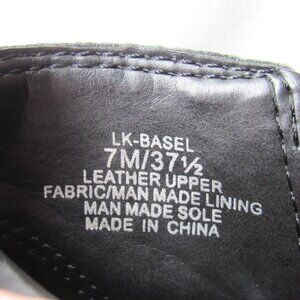 LK-BASEL
7M/37½
LEATHER UPPER
FABRIC/MAN MADE LINING
MAN MADE SOLE
MADE IN CHINA